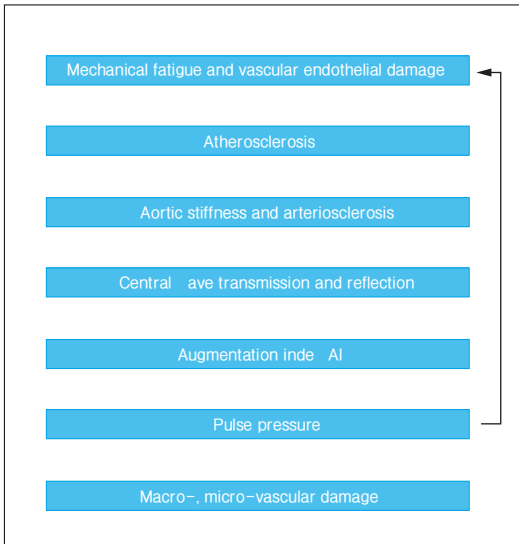 Mechanical fatigue and vascular endothelial damage
Atherosclerosis
Aortic stiffness and arteriosclerosis
Central ave transmission and reflection
Augmentation inde AI
Pulse pressure
Macro-, micro-vascular damage